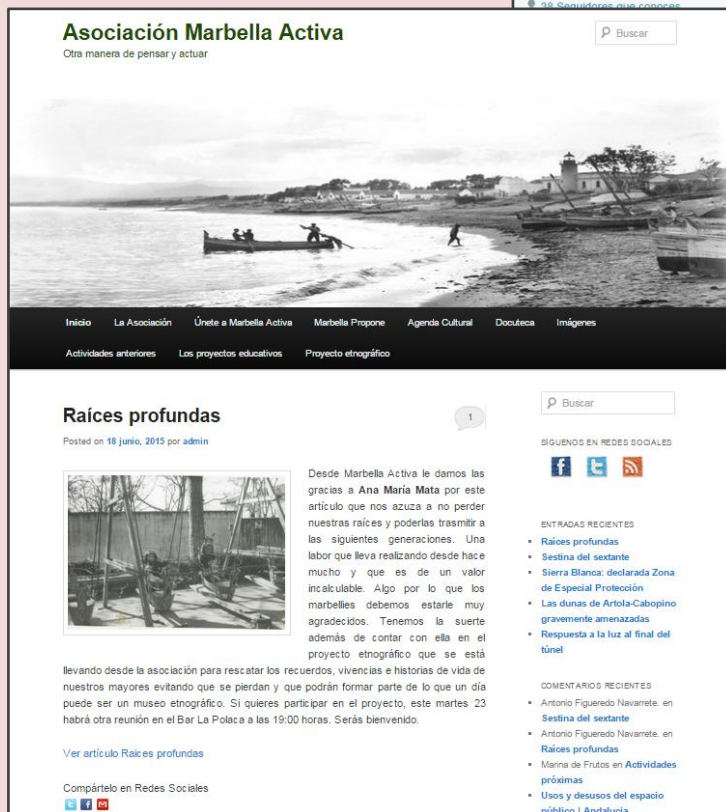 38 Seguidores que conoces
Asociación Marbella Activa
Otra manera de pensar y actuar
Buscar
Inicio La Asociación Únete a Marbella Activa Marbella Propone Agenda Cultural Docuteca Imágenes
Actividades anteriores Los proyectos educativos Proyecto etnográfico
Raíces profundas
1
Posted on 18 junio, 2015 por admin
Desde Marbella Activa le damos las
gracias a Ana María Mata por este
artículo que nos azuza a no perder
nuestras raíces y poderlas trasmitir a
las siguientes generaciones. Una
labor que lleva realizando desde hace
mucho y que es de un valor
incalculable. Algo por lo que los
marbellies debemos estarle muy
agradecidos. Tenemos la suerte
además de contar con ella en el
proyecto etnográfico que se está
llevando desde la asociación para rescatar los recuerdos, vivencias e historias de vida de
nuestros mayores evitando que se pierdan y que podrán formar parte de lo que un día
puede ser un museo etnográfico. Si quieres participar en el proyecto, este martes 23
habrá otra reunión en el Bar La Polaca a las 19:00 horas. Serás bienvenido.
Ver artículo Raices profundas
Compártelo en Redes Sociales
Buscar
SÍGUENOS EN REDES SOCIALES
ENTRADAS RECIENTES
Raíces profundas
Sestina del sextante
Sierra Blanca: declarada Zona
de Especial Protección
Las dunas de Artola-Cabopino
gravemente amenazadas
Respuesta a la luz al final del
túnel
COMENTARIOS RECIENTES
Antonio Figueredo Navarrete. en
Sestina del sextante
Antonio Figueredo Navarrete. en
Raíces profundas
Marina de Frutos en Actividades
próximas
Usos y desusos del espacio
público | Andalucía